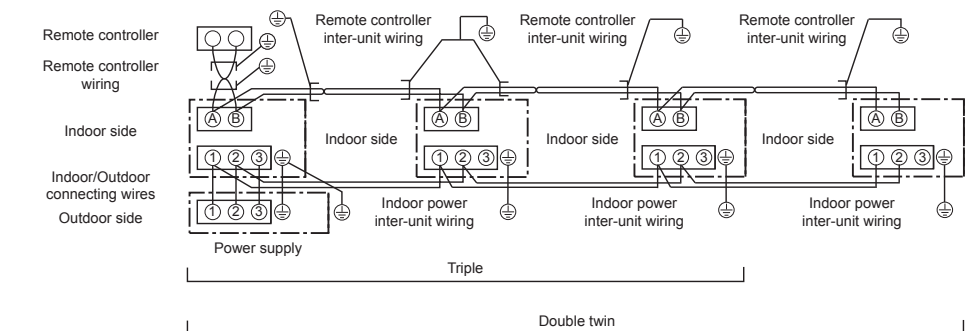 Remote controller
Remote controller
inter-unit wiring
Remote controller
inter-unit wiring
Remote controller
inter-unit wiring
Remote controller
wiring
A B
A B
A B
A B
Indoor side
Indoor side
Indoor side
Indoor side
1 2 3
1 2 3
1 2 3
1 2 3
Indoor/Outdoor
connecting wires
Outdoor side
1 2 3
Indoor power
inter-unit wiring
Indoor power
inter-unit wiring
Indoor power
inter-unit wiring
Power supply
Triple
Double twin